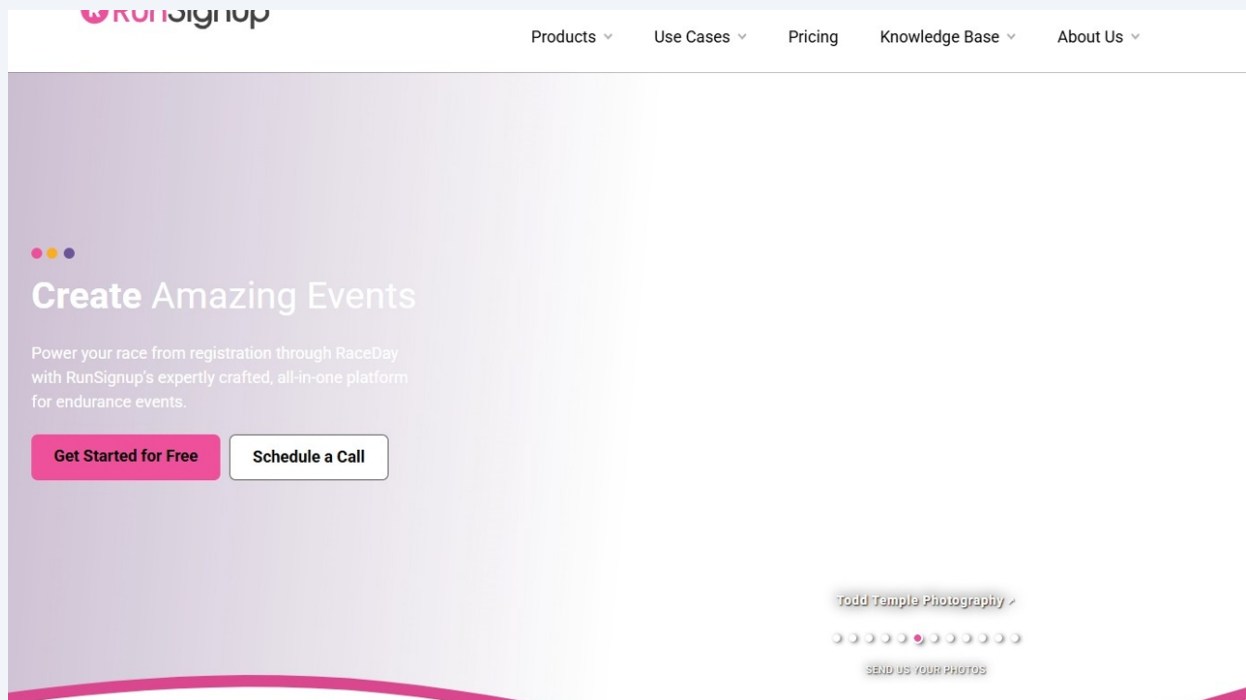 RunSignup
Products
Use Cases
Pricing
Knowledge Base
About Us
Create Amazing Events
Power your race from registration through RaceDay
with RunSignup's expertly crafted, all-in-one platform
for endurance events.
Get Started for Free
Schedule a Call
Todd Temple Photography
SEND US YOUR PHOTOS